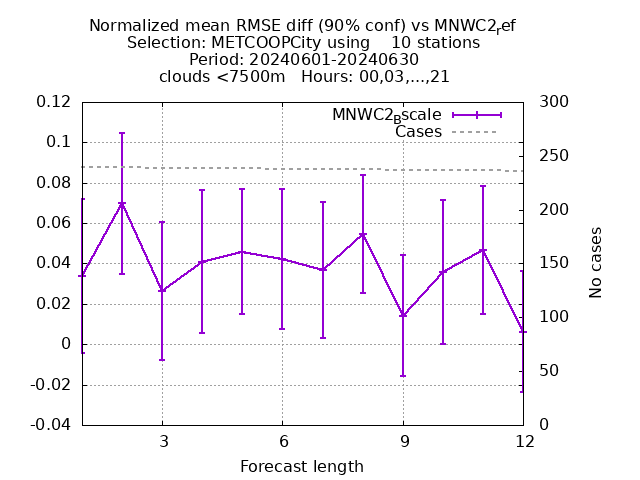 Normalized mean RMSE diff (90% conf) vs MNWC2ref
Selection: METCOOPCity using    10 stations
Period: 20240601-20240630
clouds <7500m   Hours: 00,03,...,21
MNWC2Bscale
Cases
0.12
0.1
0.08
0.06
0.04
0.02
0
-0.02
-0.04
300
250
200
150
100
50
0
No cases
3 6 9 12
Forecast length